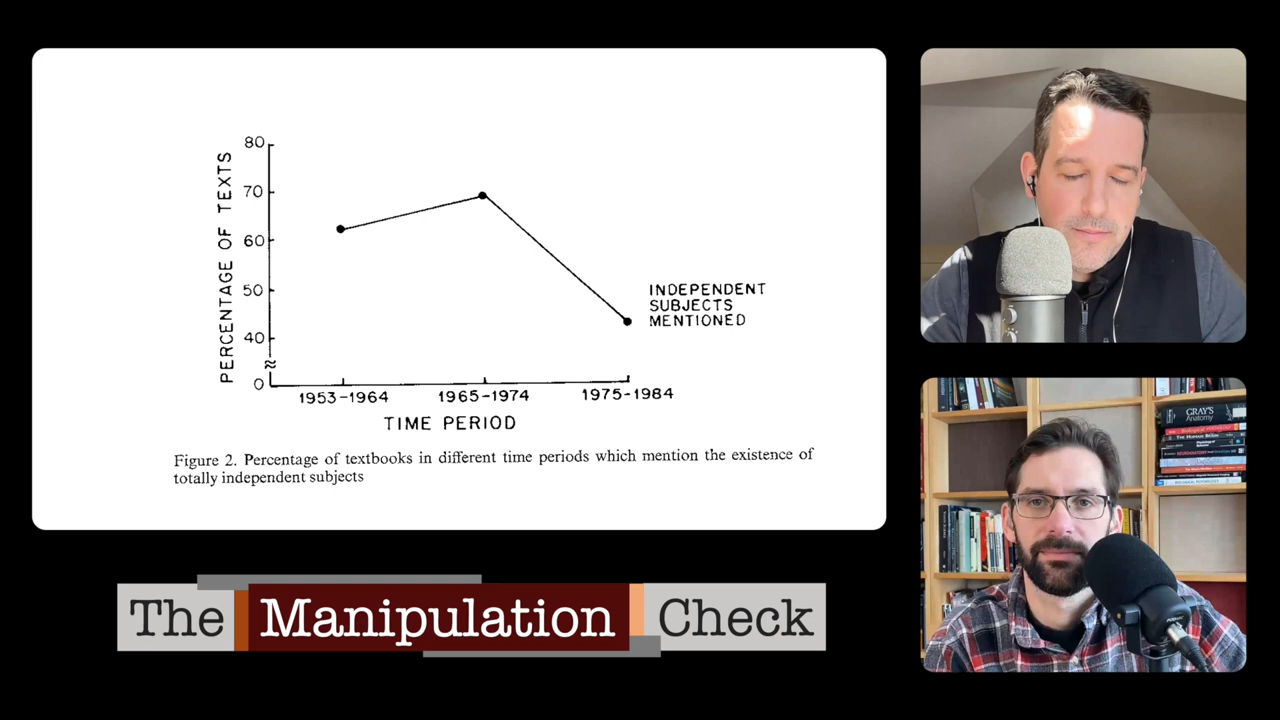 PERCENTAGE OF TEXTS
80
70
60
50
40
0
INDEPENDENT
SUBJECTS
MENTIONED
1953-1964 1965-1974 1975-1984
TIME PERIOD
Figure 2. Percentage of textbooks in different time periods which mention the existence of
totally independent subjects
The Manipulation Check
GRAY'S
Anatomy